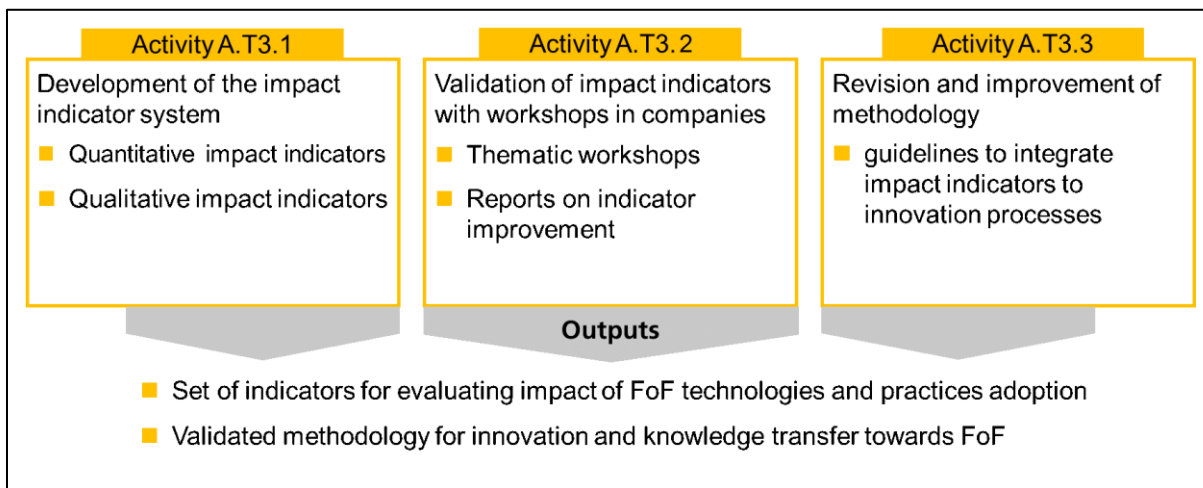 Activity A.T3.1
Development of the impact
indicator system
Quantitative impact indicators
Qualitative impact indicators
Activity A.T3. 2
Validation of impact indicators
with workshops in companies
Thematic workshops
Reports on indicator
improvement
Activity A.T3.3
Revision and improvement of
methodology
guidelines to integrate
impact indicators to
innovation processes
Outputs
Set of indicators for evaluating impact of FoF technologies and practices adoption
Validated methodology for innovation and knowledge transfer towards FoF